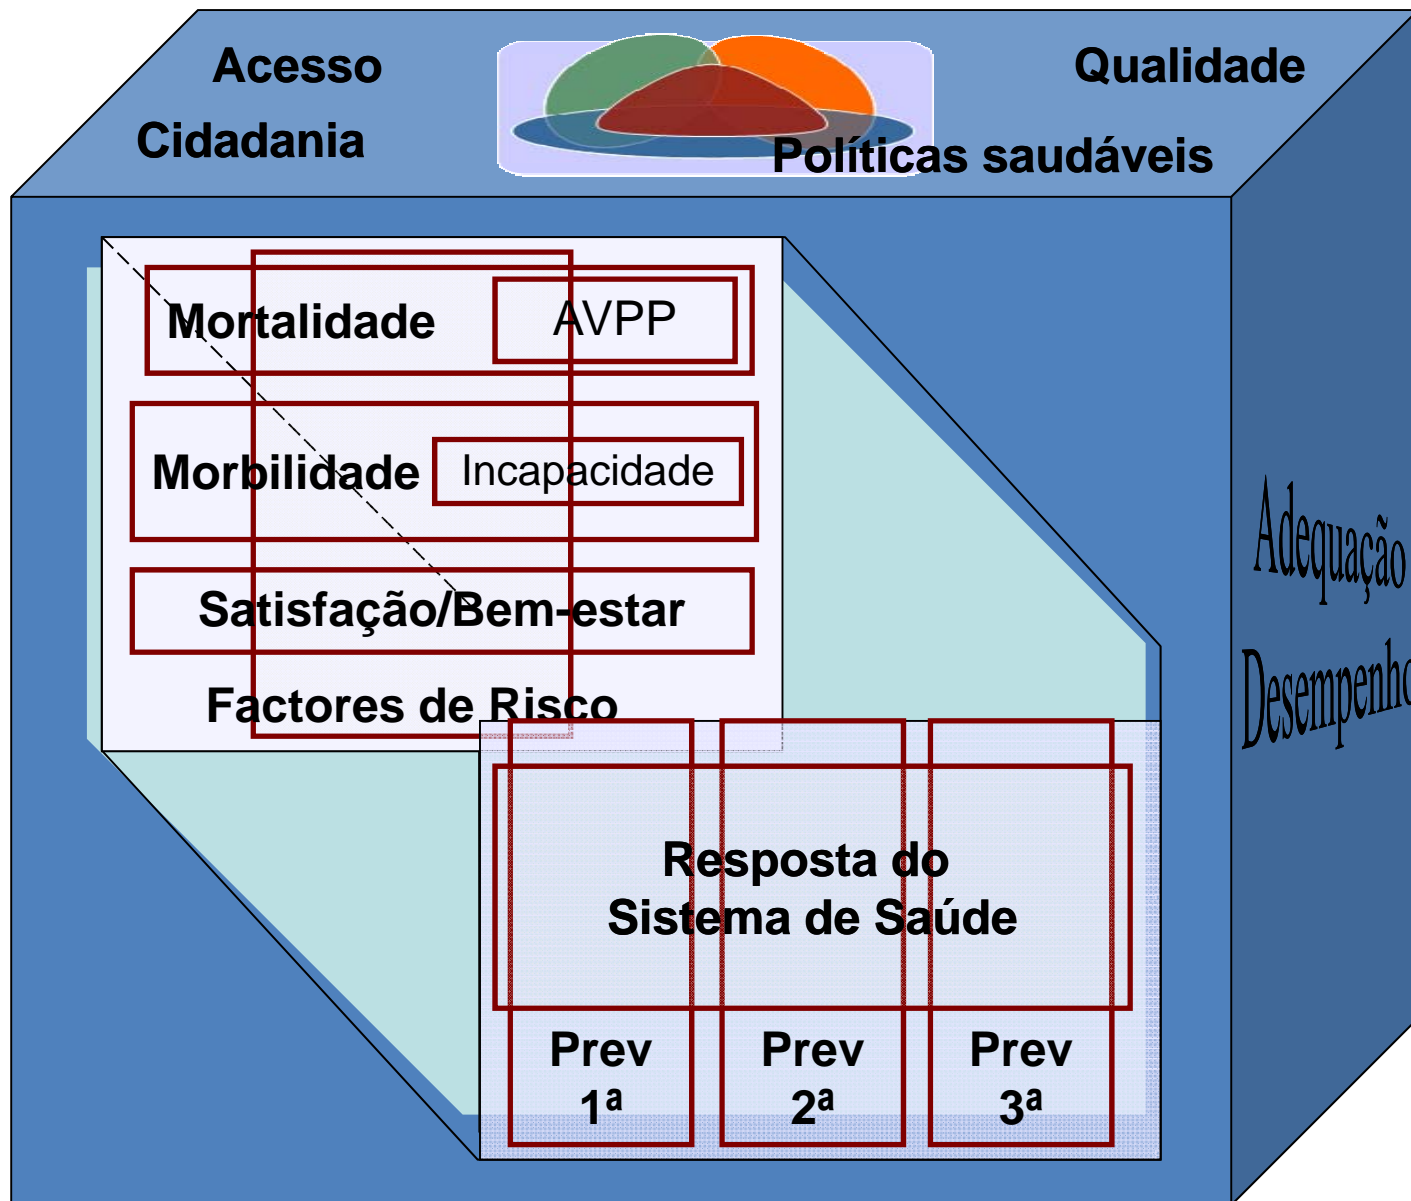 Acesso
Qualidade
Cidadania
Políticas saudáveis
Mortalidade
AVPP
Morbilidade
Incapacidade
Satisfação/Bem-estar
Factores de Risco
Adequação
Desempenho
Resposta do
Sistema de Saúde
Prev
1ª
Prev
2ª
Prev
3ª